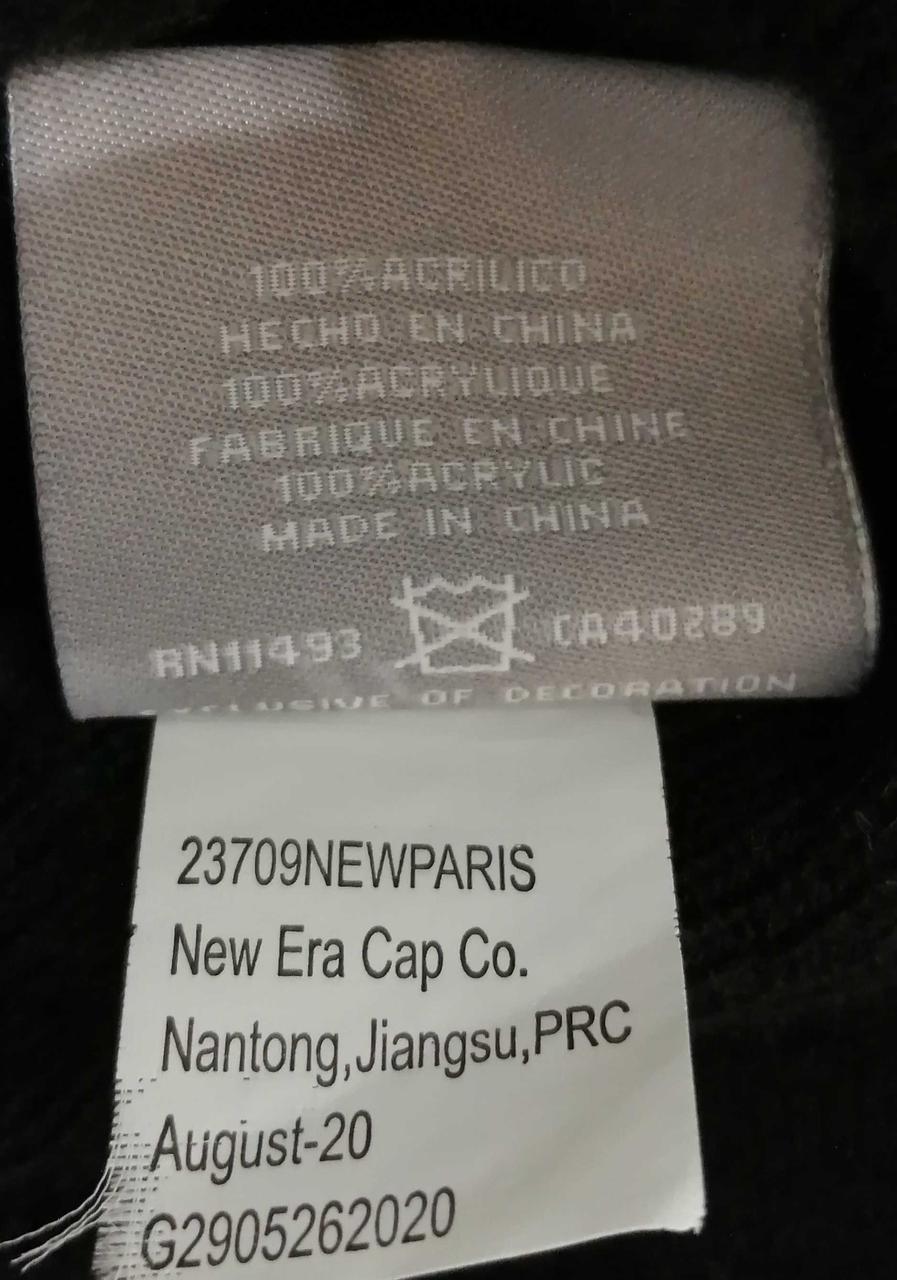 100%ACRILICO
HECHO EN CHINA
100%ACRYLIQUE
FABRIQUE EN CHINE
100%ACRYLIC
MADE IN CHINA
RN11493 CA40289
EXCLUSIVE OF DECORATION
23709NEWPARIS
New Era Cap Co.
Nantong,Jiangsu,PRC
August-20
G2905262020